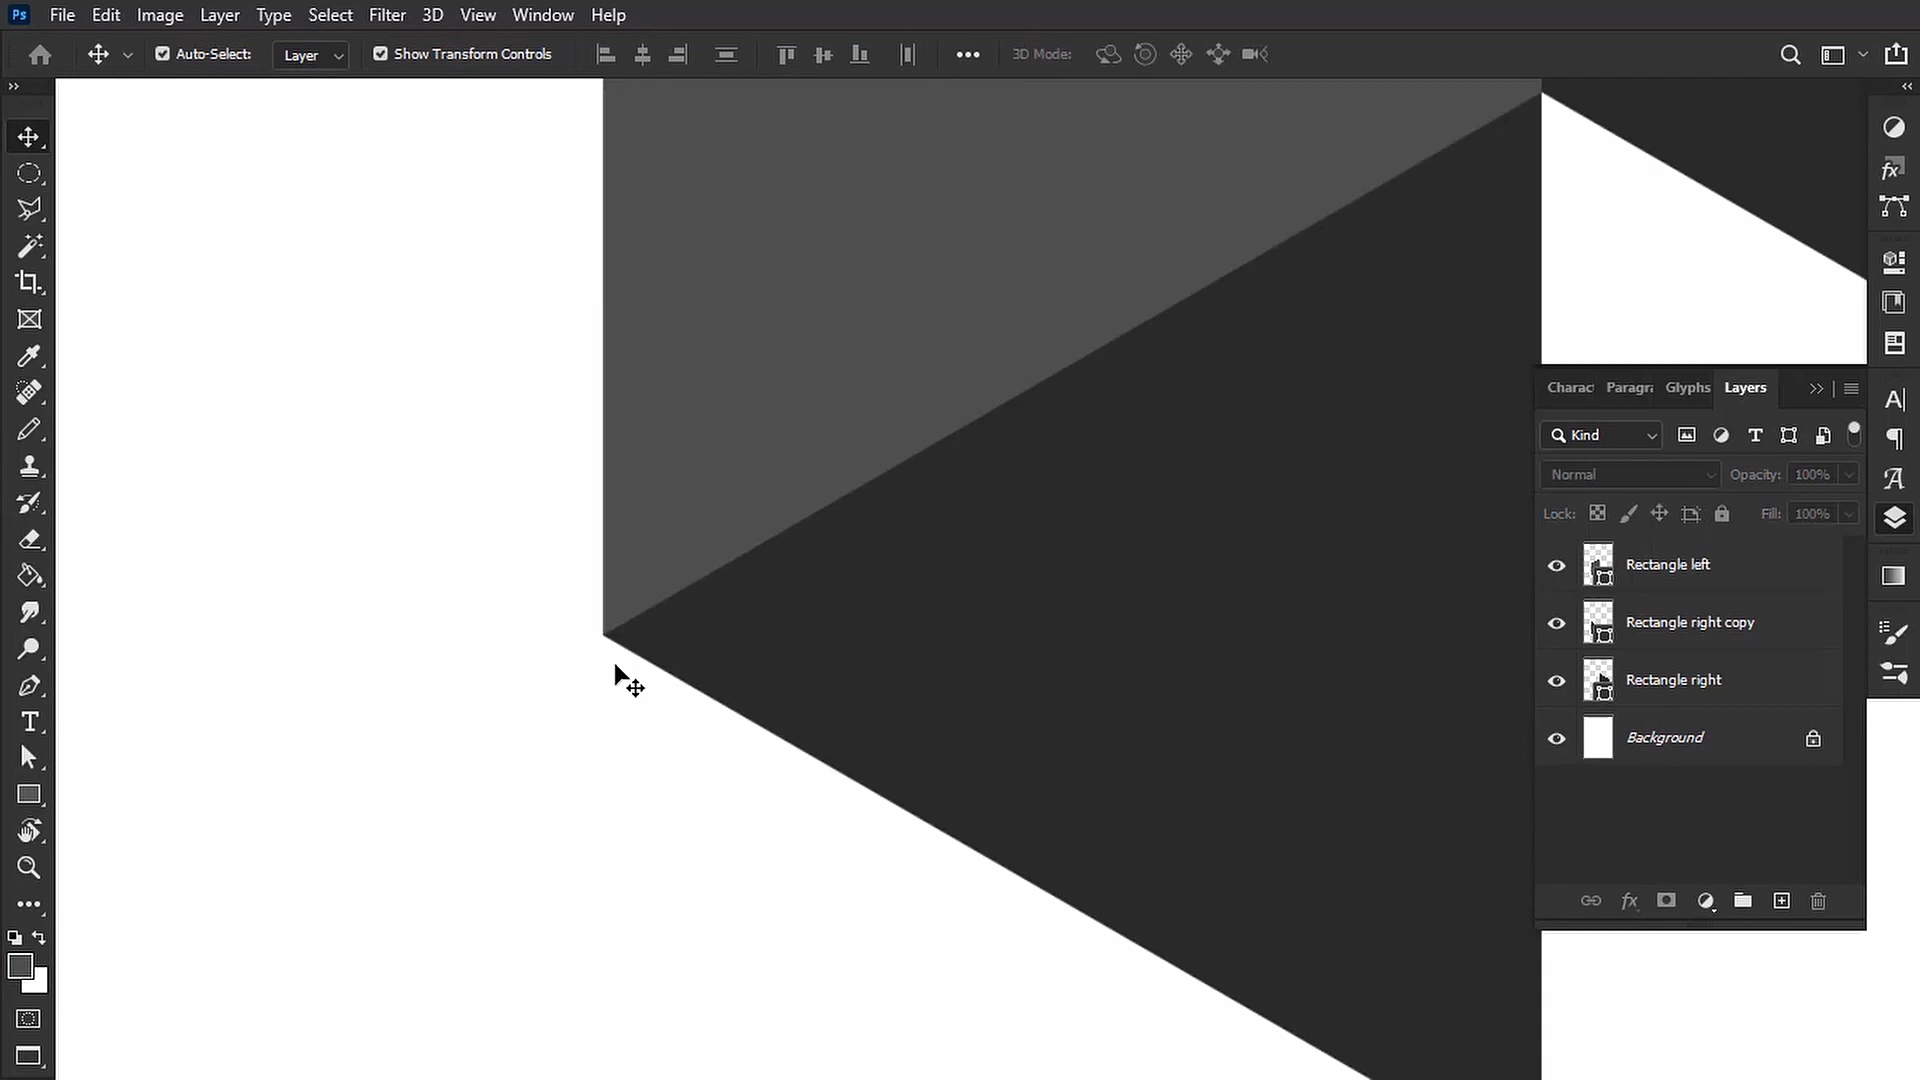 Ps File Edit Image Layer Type Select Filter 3D View Window Help
Auto-Select: Layer Show Transform Controls 3D Mode:
Charac Paragra Glyphs Layers
Kind
Normal Opacity: 100%
Lock: Fill: 100%
Rectangle left
Rectangle right copy
Rectangle right
Background